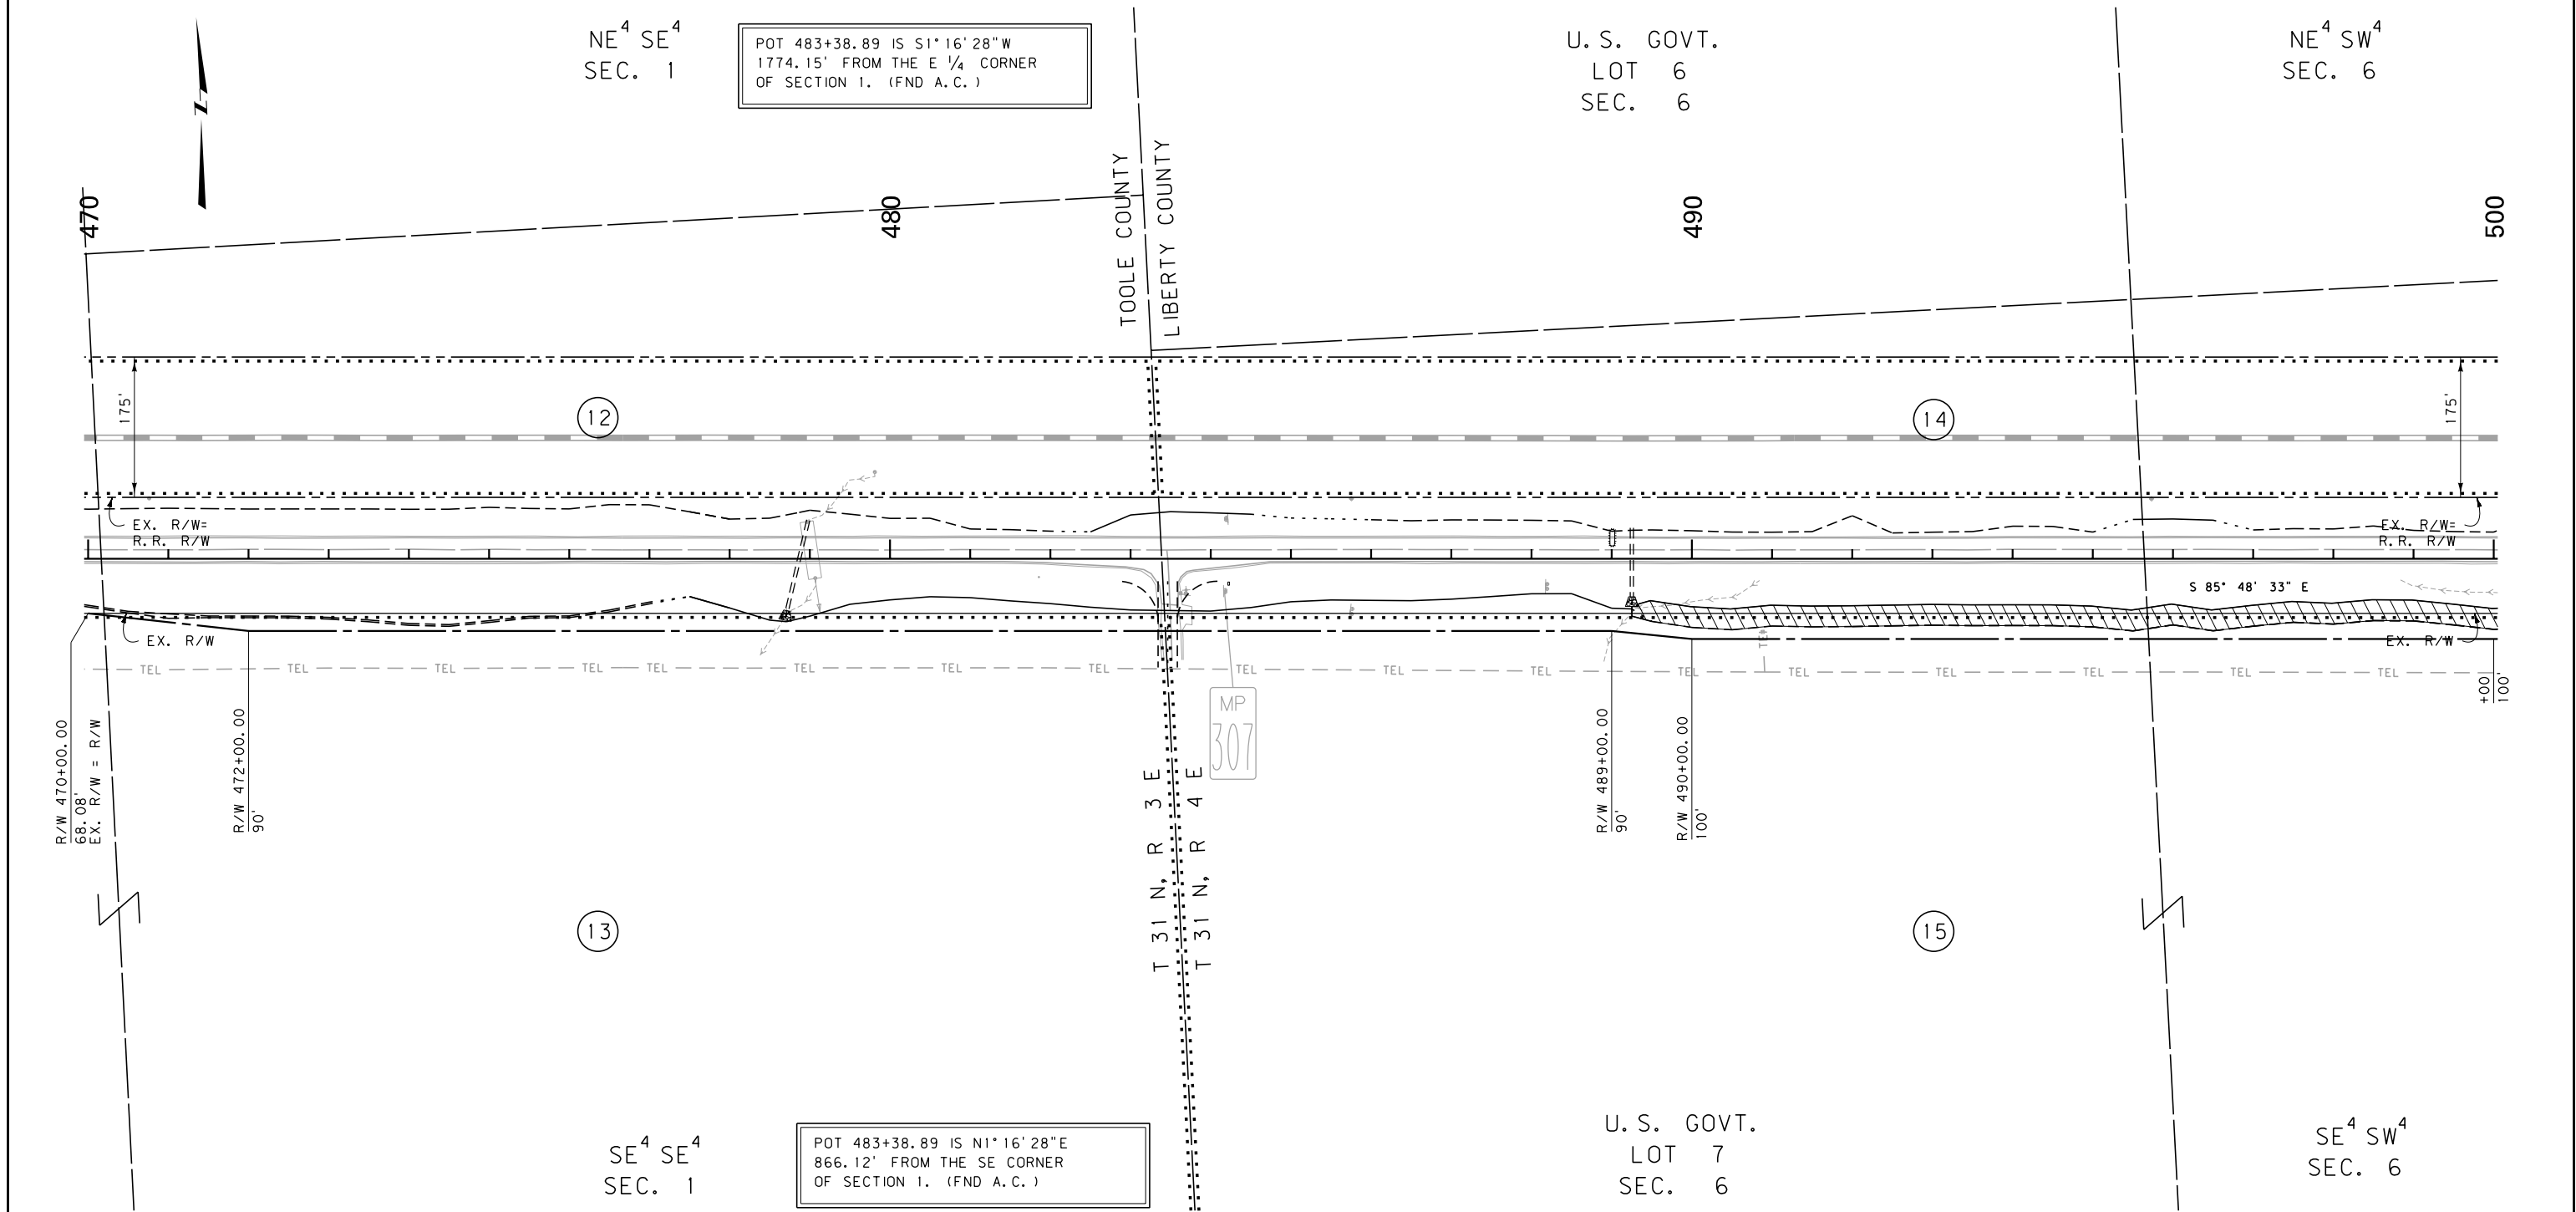 NE4 SE4
SEC. 1
POT 483+38.89 IS S1°16'28"W
1774.15' FROM THE E 1/4 CORNER
OF SECTION 1. (FND A.C.)
U.S. GOVT.
LOT 6
SEC. 6
NE4 SW4
SEC. 6
N
470
480
490
500
TOOLE COUNTY
LIBERTY COUNTY
175'
12
14
175'
EX. R/W=
R.R. R/W
EX. R/W=
R.R. R/W
S 85° 48' 33" E
EX. R/W
EX. R/W
TEL TEL TEL TEL TEL TEL TEL TEL TEL TEL TEL TEL TEL TEL TEL TEL
TEL
R/W 470+00.00
68.08'
EX. R/W = R/W
R/W 472+00.00
90'
MP
307
R/W 489+00.00
90'
R/W 490+00.00
100'
+00
100'
T 31 N, R 3 E
T 31 N, R 4 E
13
15
SE4 SE4
SEC. 1
POT 483+38.89 IS N1°16'28"E
866.12' FROM THE SE CORNER
OF SECTION 1. (FND A.C.)
U.S. GOVT.
LOT 7
SEC. 6
SE4 SW4
SEC. 6